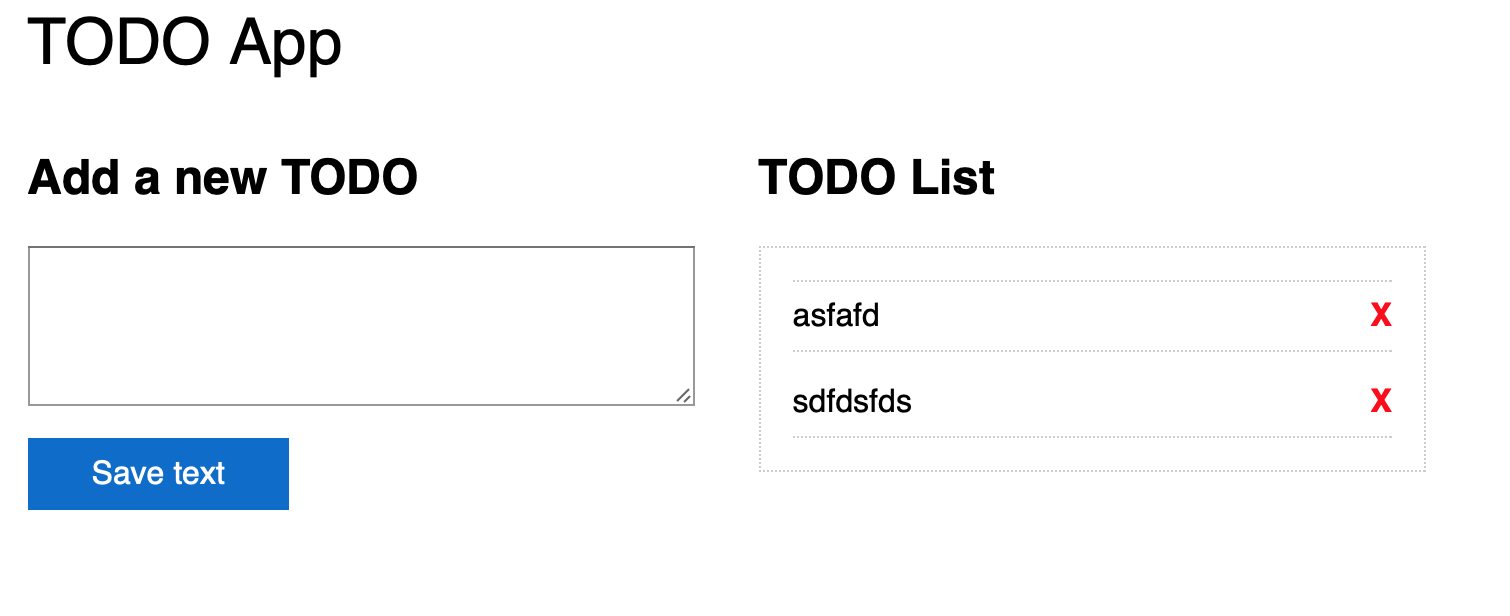 TODO App
Add a new TODO
Save text
TODO List
asfafd X
sdfdsfds X